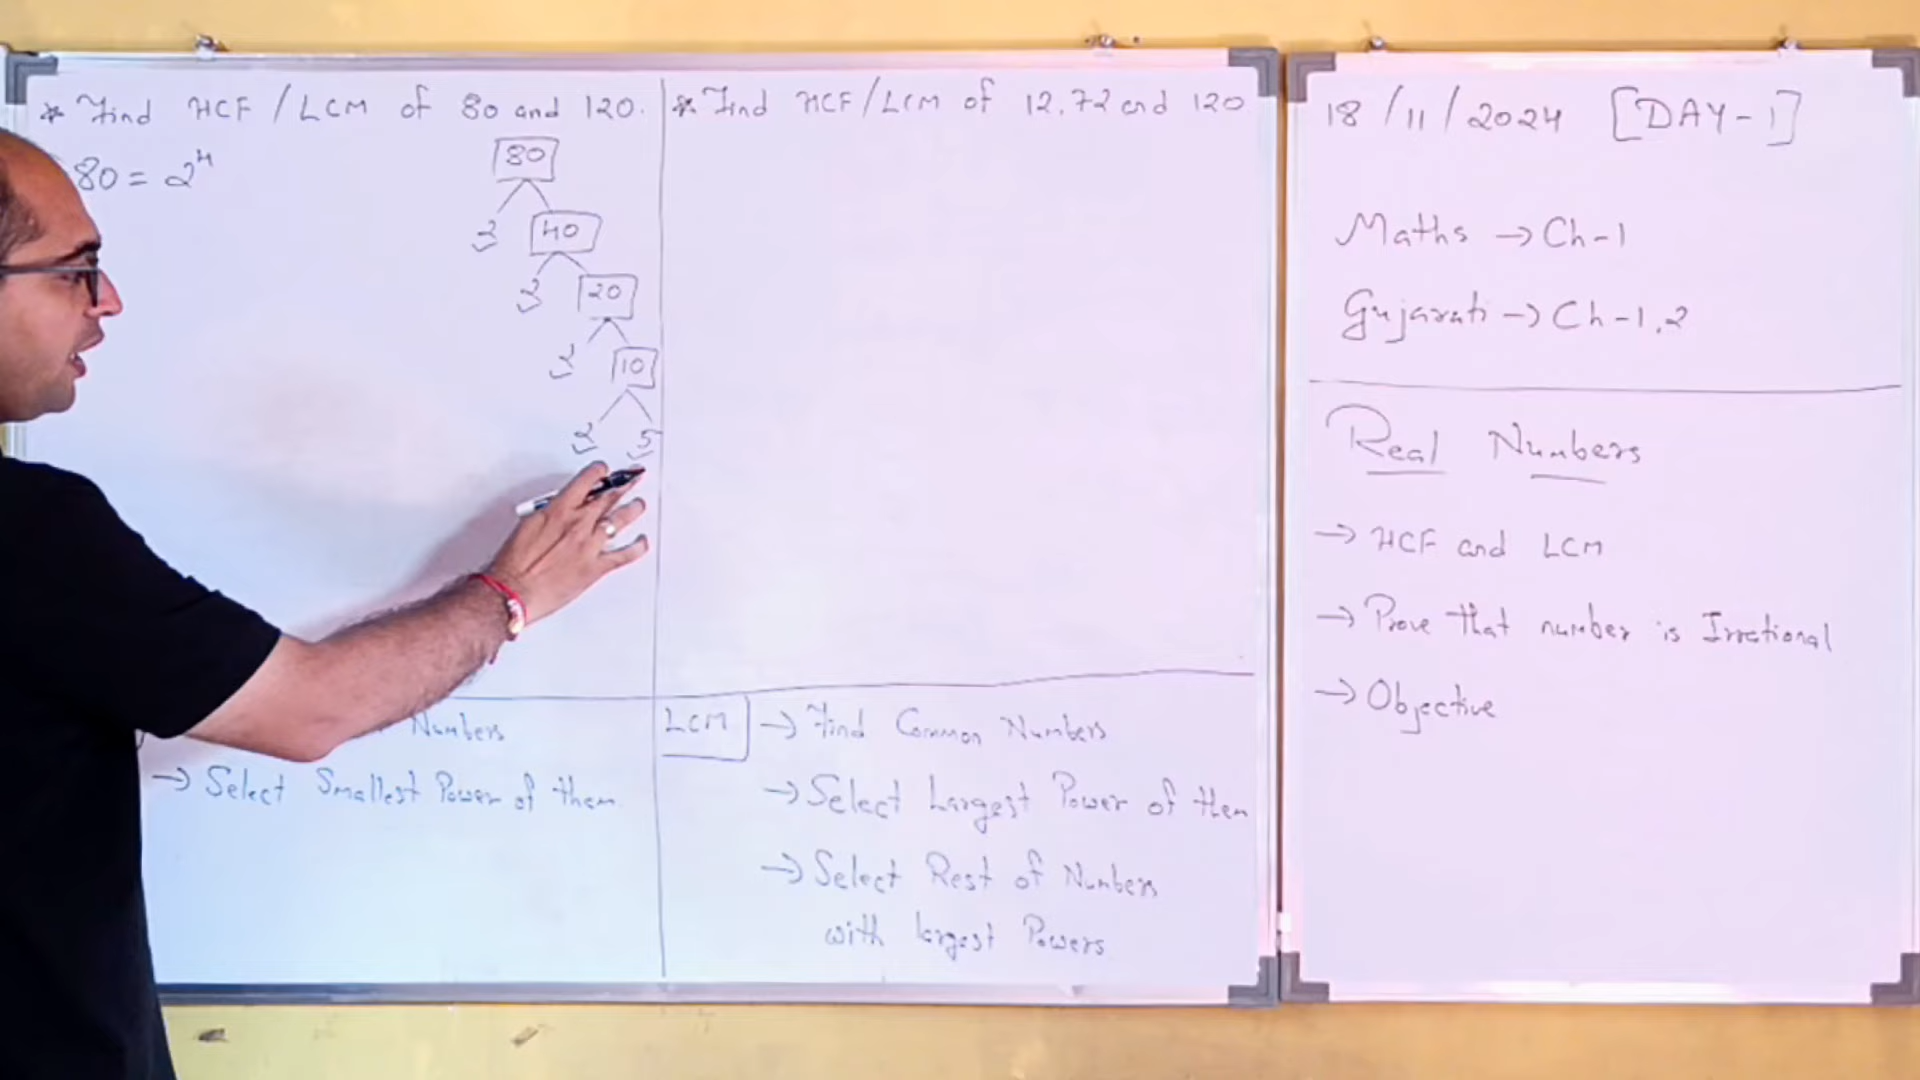 * Find HCF / LCM of 80 and 120.
80 = 2⁴
80
2 40
2 20
2 10
2 5
Numbers
→ Select Smallest Power of them
* Find HCF / LCM of 12, 72 and 120
LCM → Find Common Numbers
→ Select Largest Power of them
→ Select Rest of Numbers
with largest Powers
18 / 11 / 2024 [DAY - 1]
Maths → Ch - 1
Gujarati → Ch - 1, 2
Real Numbers
→ HCF and LCM
→ Prove that number is Irrational
→ Objective